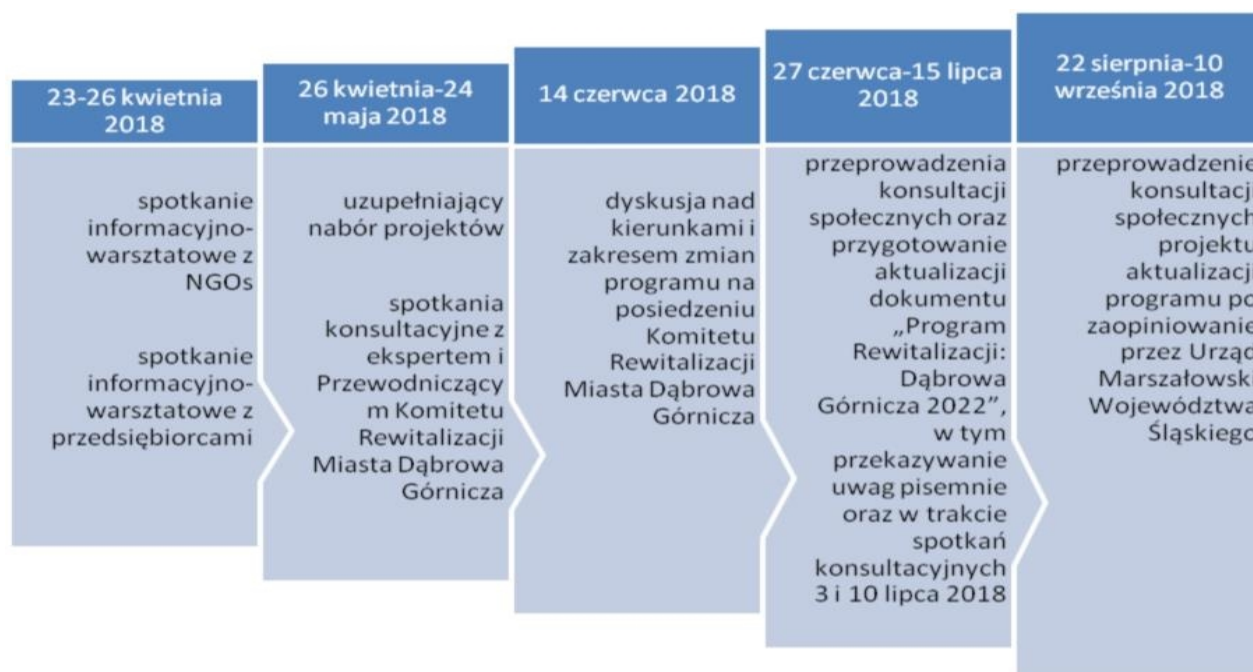 23-26 kwietnia
2018
spotkanie
informacyjno-
warsztatowe z
NGOs
spotkanie
informacyjno-
warsztatowe z
przedsiębiorcami
26 kwietnia-24
maja 2018
uzupełniający
nabór projektów
spotkania
konsultacyjne z
ekspertem i
Przewodniczący
m Komitetu
Rewitalizacji
Miasta Dąbrowa
Górnicza
14 czerwca 2018
dyskusja nad
kierunkami i
zakresem zmian
programu na
posiedzeniu
Komitetu
Rewitalizacji
Miasta Dąbrowa
Górnicza
27 czerwca-15 lipca
2018
przeprowadzenia
konsultacji
społecznych oraz
przygotowanie
aktualizacji
dokumentu
„Program
Rewitalizacji:
Dąbrowa
Górnicza 2022”,
w tym
przekazywanie
uwag pisemnie
oraz w trakcie
spotkań
konsultacyjnych
3 i 10 lipca 2018
22 sierpnia-10
września 2018
przeprowadzenie
konsultacji
społecznych
projektu
aktualizacji
programu po
zaopiniowanie
przez Urząd
Marszałowski
Województwa
Śląskiego